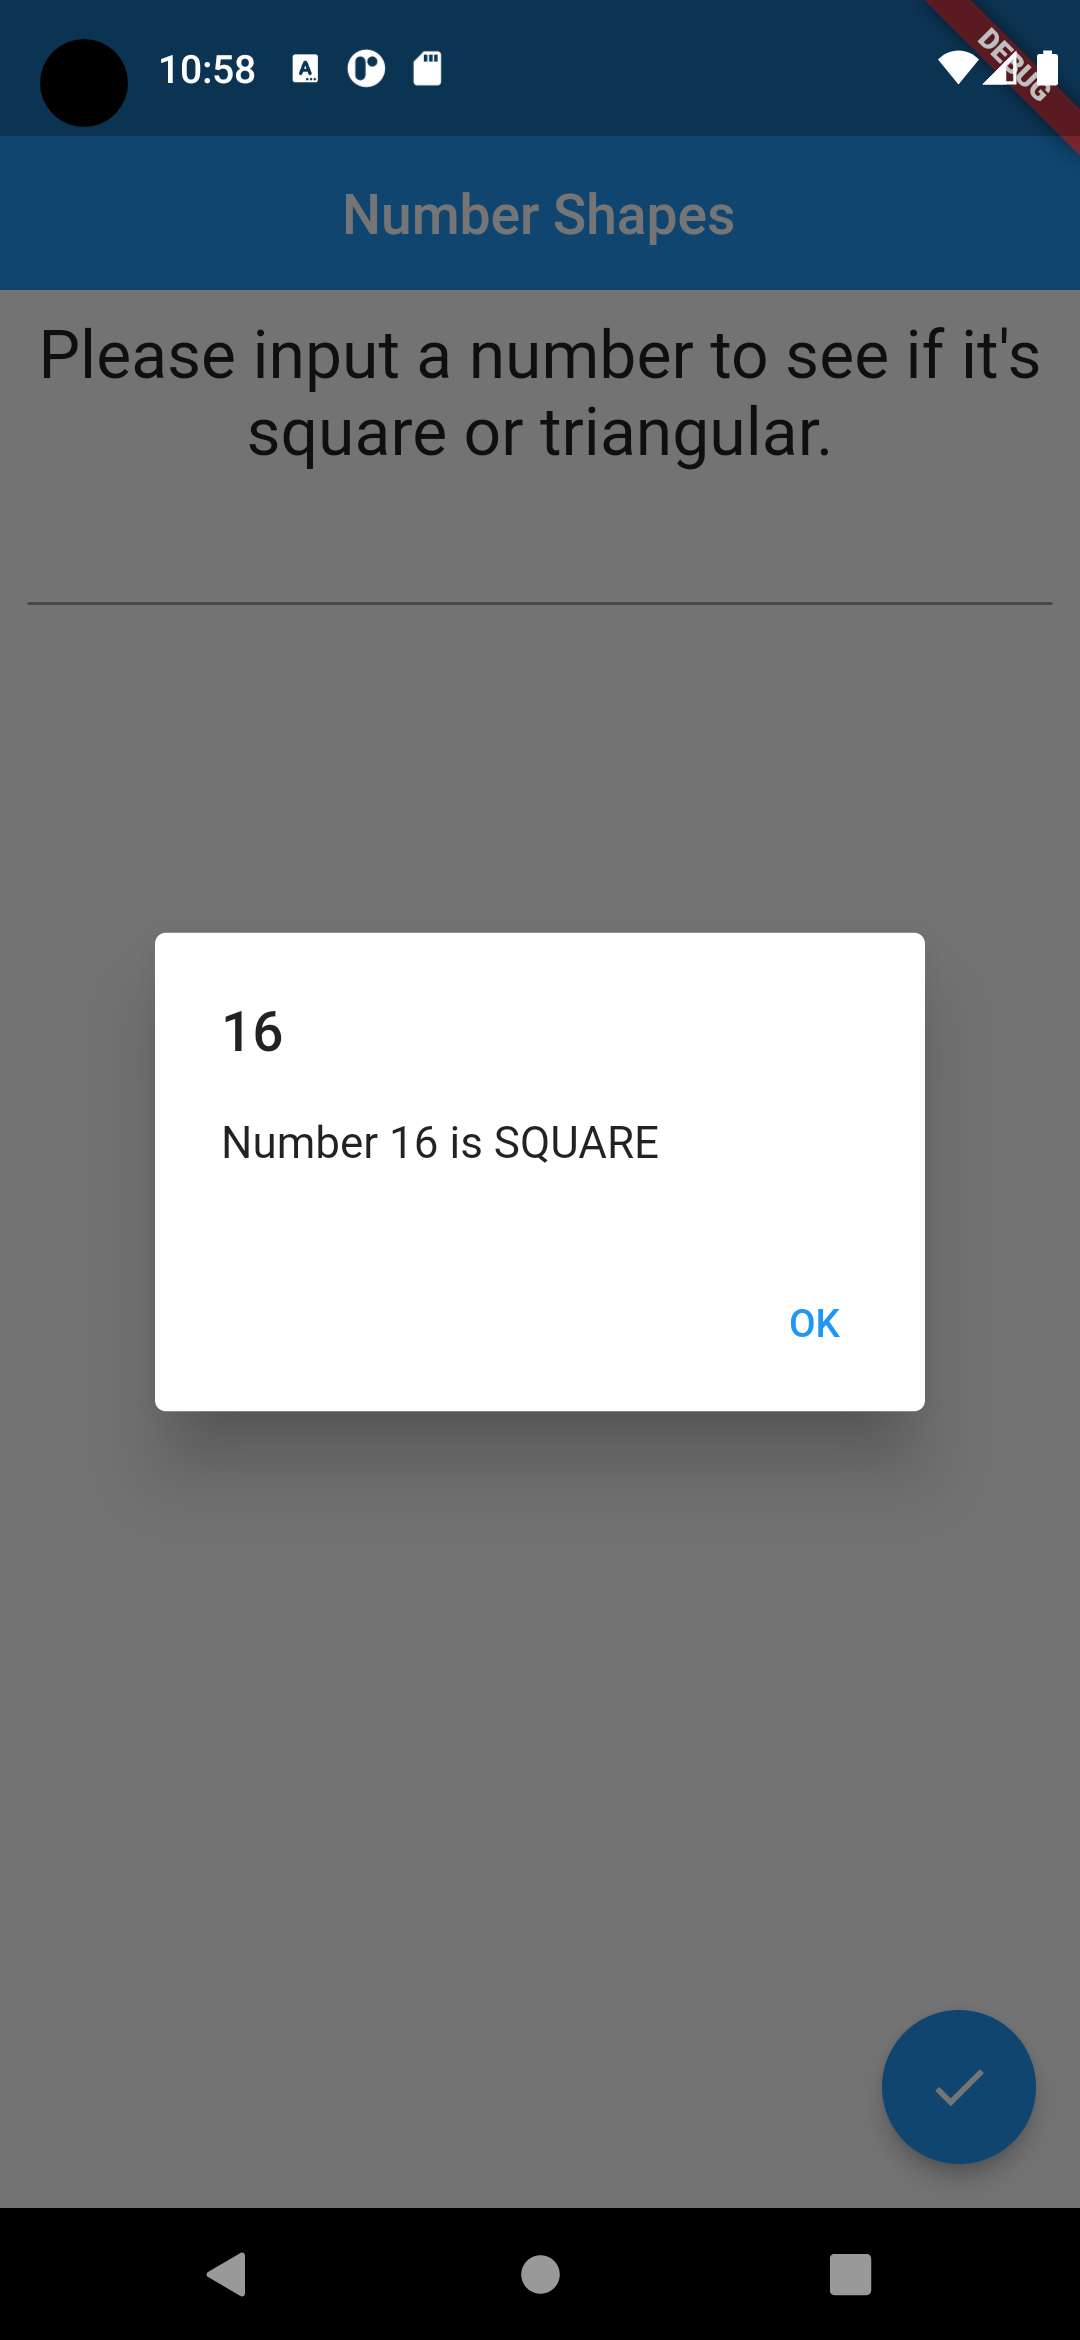 10:58
DEBUG
Number Shapes
Please input a number to see if it's
square or triangular.
16
Number 16 is SQUARE
OK